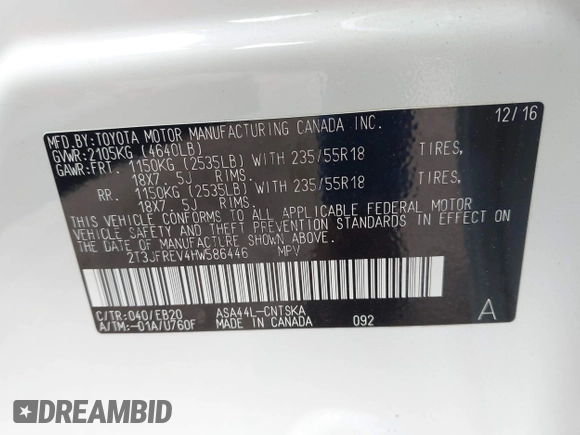 MFD.BY:TOYOTA MOTOR MANUFACTURING CANADA INC. 12/16
GVWR:2105KG (4640LB)
GAWR:FRT. 1150KG (2535LB) WITH 235/55R18 TIRES,
18X7.5J RIMS.
RR. 1150KG (2535LB) WITH 235/55R18 TIRES,
18X7.5J RIMS.
THIS VEHICLE CONFORMS TO ALL APPLICABLE FEDERAL MOTOR
VEHICLE SAFETY AND THEFT PREVENTION STANDARDS IN EFFECT ON
THE DATE OF MANUFACTURE SHOWN ABOVE.
2T3JFREV4HW586446 MPV
C/TR:040/EB20 ASA44L-CNTSKA
A/TM:-01A/U760F MADE IN CANADA 092 A
DREAMBID